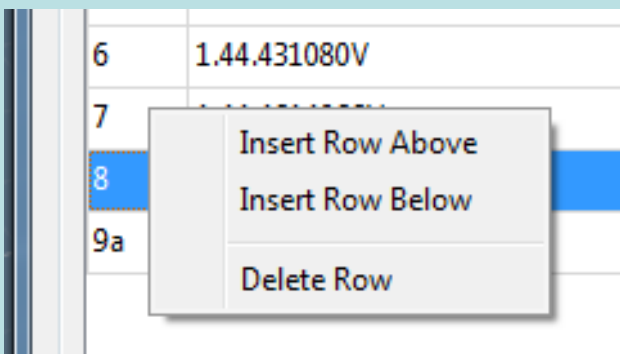 6 1.44.431080V
7
Insert Row Above
8
Insert Row Below
9a
Delete Row